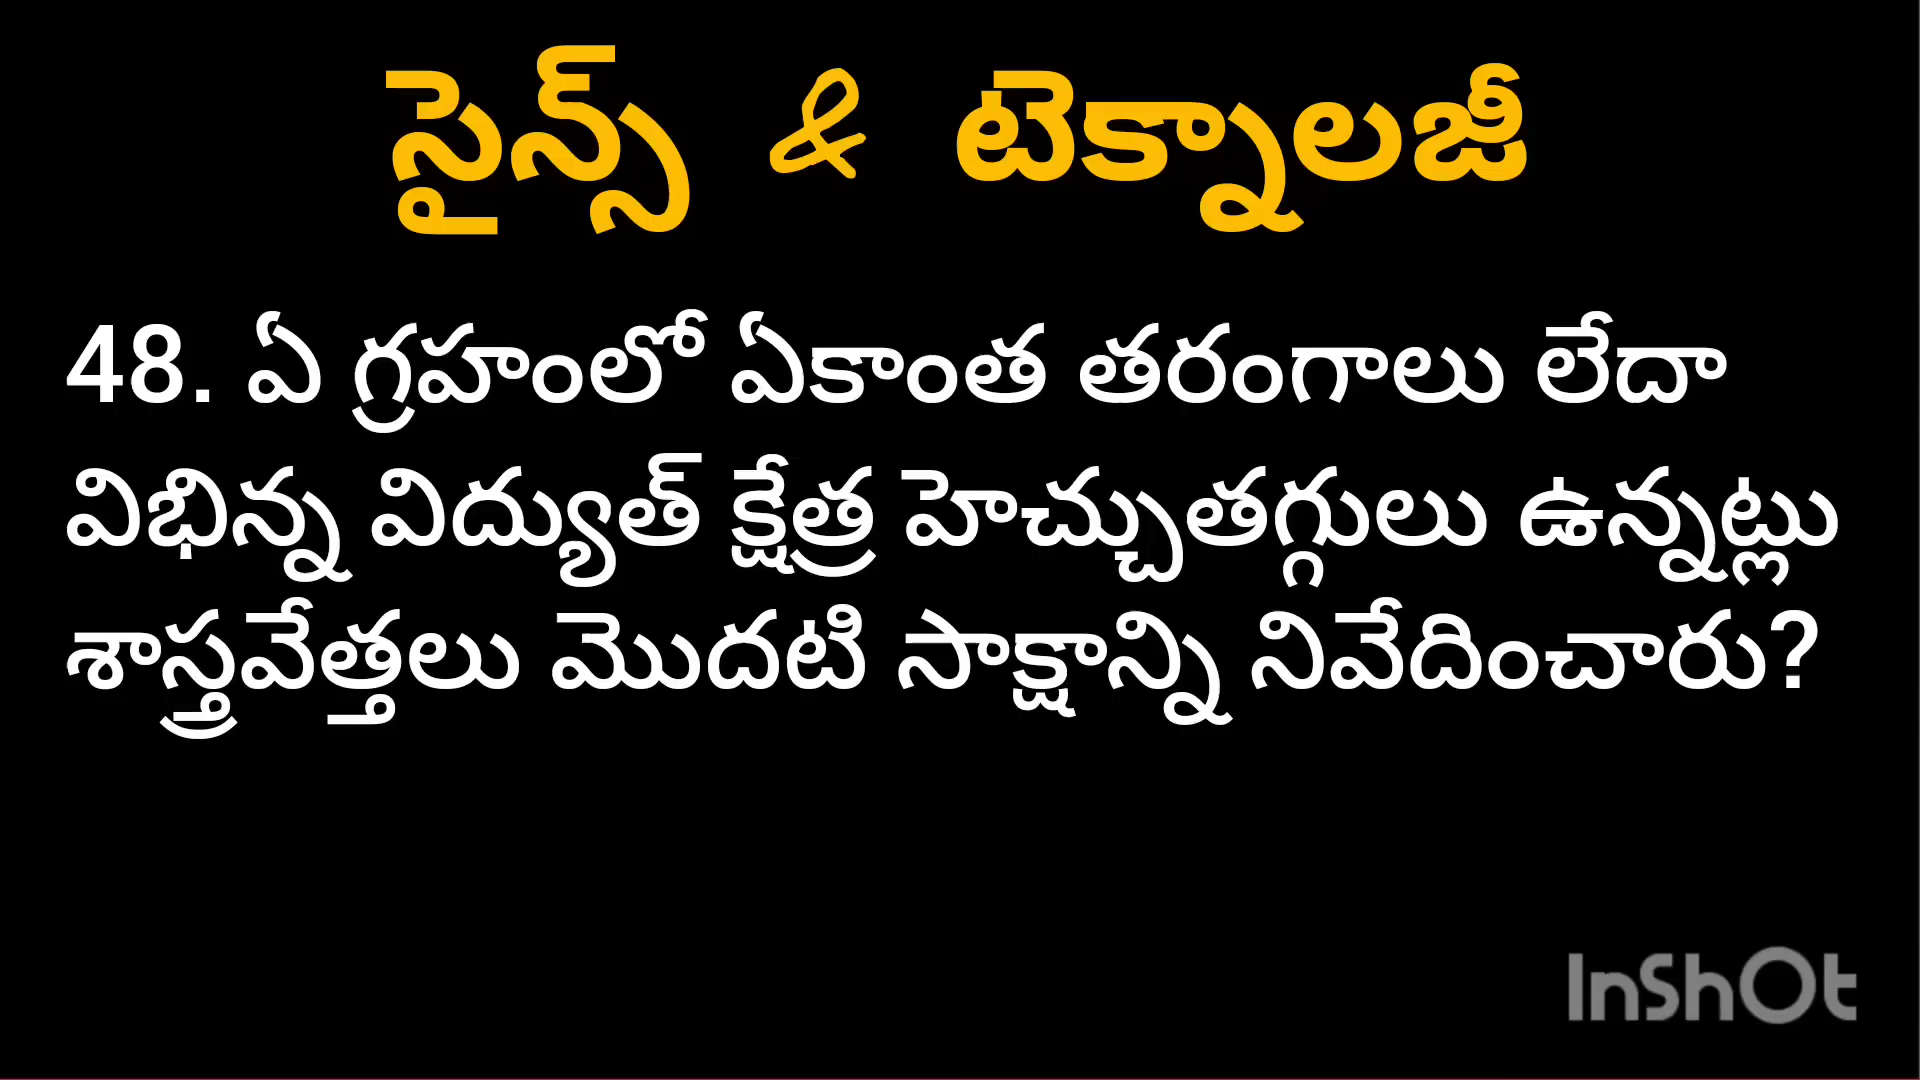 సైన్స్ & టెక్నాలజీ
48. ఏ గ్రహంలో ఏకాంత తరంగాలు లేదా
విభిన్న విద్యుత్ క్షేత్ర హెచ్చుతగ్గులు ఉన్నట్లు
శాస్త్రవేత్తలు మొదటి సాక్షాన్ని నివేదించారు?
InShOt